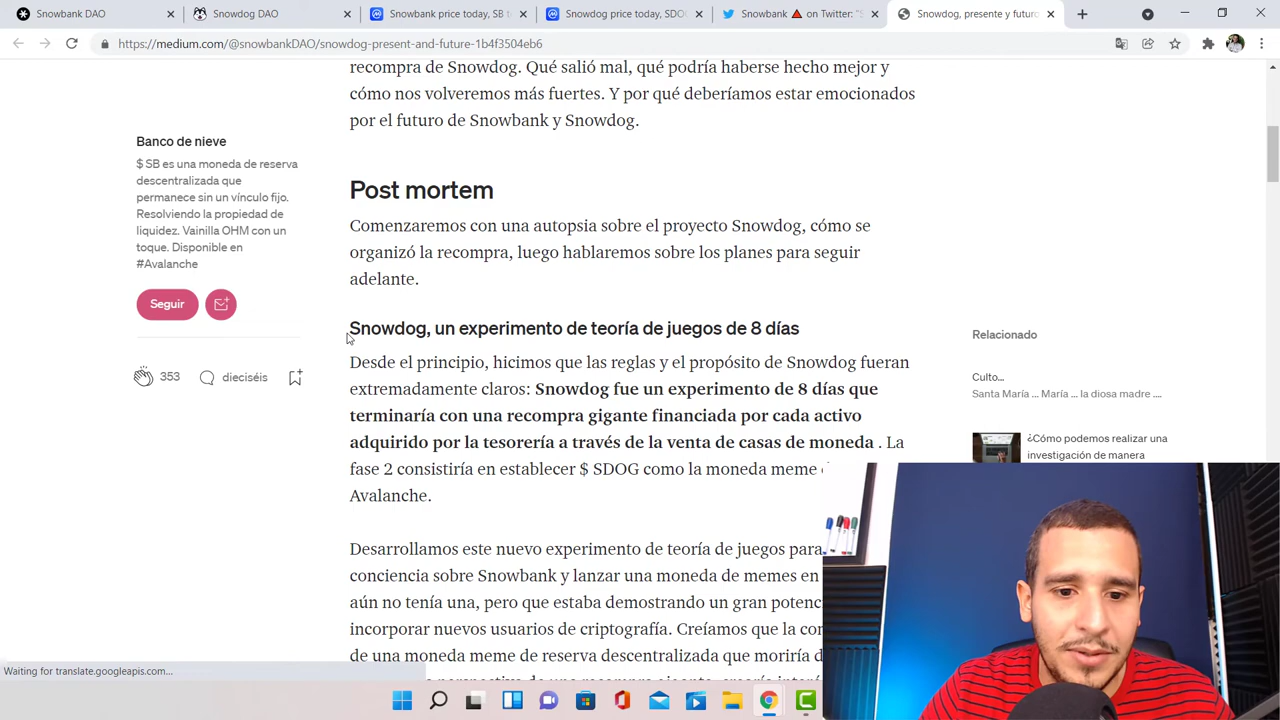 Snowbank DAO
Snowdog DAO
Snowbank price today, SB t
Snowdog price today, SDO
Snowbank 🔺 on Twitter: "S
Snowdog, presente y futuro
https://medium.com/@snowbankDAO/snowdog-present-and-future-1b4f3504eb6
recompra de Snowdog. Qué salió mal, qué podría haberse hecho mejor y
cómo nos volveremos más fuertes. Y por qué deberíamos estar emocionados
por el futuro de Snowbank y Snowdog.
Banco de nieve
$ SB es una moneda de reserva
descentralizada que
permanece sin un vínculo fijo.
Resolviendo la propiedad de
liquidez. Vainilla OHM con un
toque. Disponible en
#Avalanche
Seguir
353
dieciséis
Post mortem
Comenzaremos con una autopsia sobre el proyecto Snowdog, cómo se
organizó la recompra, luego hablaremos sobre los planes para seguir
adelante.
Snowdog, un experimento de teoría de juegos de 8 días
Desde el principio, hicimos que las reglas y el propósito de Snowdog fueran
extremadamente claros: Snowdog fue un experimento de 8 días que
terminaría con una recompra gigante financiada por cada activo
adquirido por la tesorería a través de la venta de casas de moneda . La
fase 2 consistiría en establecer $ SDOG como la moneda meme
Avalanche.
Desarrollamos este nuevo experimento de teoría de juegos para
conciencia sobre Snowbank y lanzar una moneda de memes en
aún no tenía una, pero que estaba demostrando un gran potenc
incorporar nuevos usuarios de criptografía. Creíamos que la co
de una moneda meme de reserva descentralizada que moriría d
Relacionado
Culto...
Santa María ... María ... la diosa madre ....
¿Cómo podemos realizar una
investigación de manera
Waiting for translate.googleapis.com...